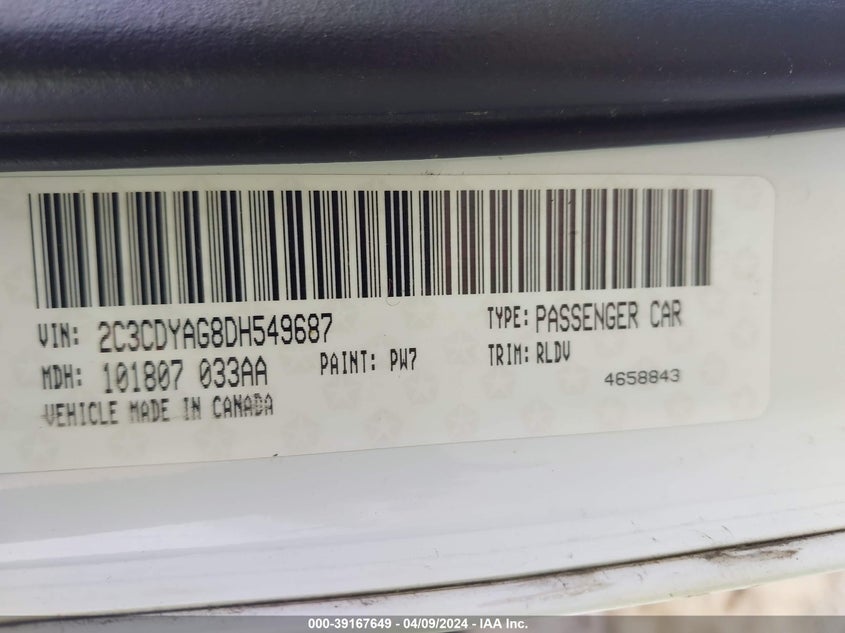 VIN: 2C3CDYAG8DH549687 TYPE: PASSENGER CAR
MDH: 101807 033AA PAINT: PW7 TRIM: RLDV
4658843
VEHICLE MADE IN CANADA
000-39167649 - 04/09/2024 - IAA Inc.